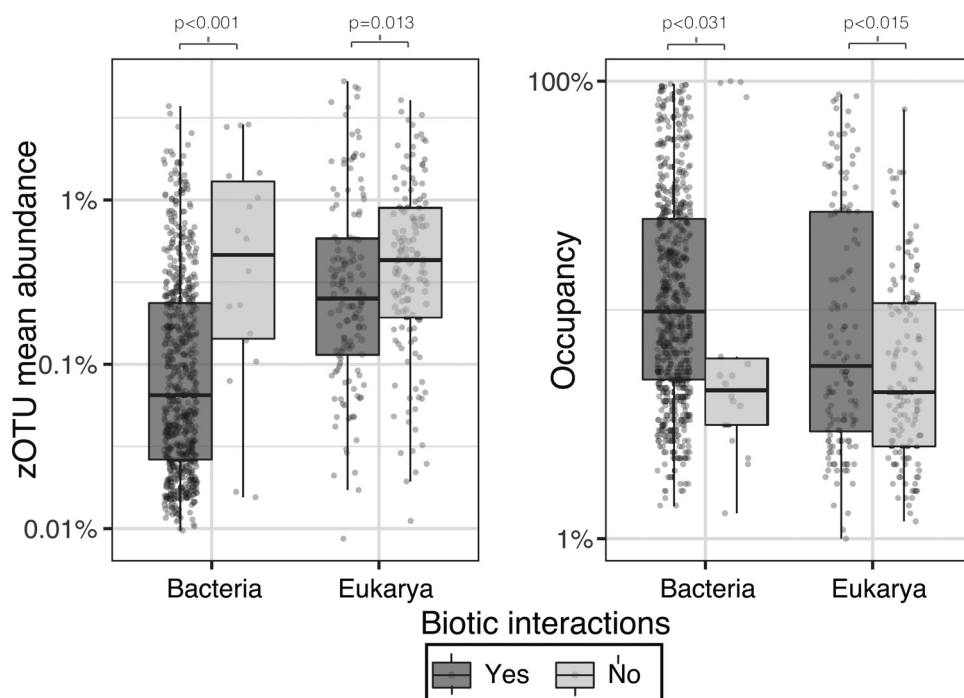 p<0.001
p=0.013
p<0.031
p<0.015
zOTU mean abundance
1%
0.1%
0.01%
Bacteria
Eukarya
Occupancy
100%
1%
Bacteria
Eukarya
Biotic interactions
Yes
No